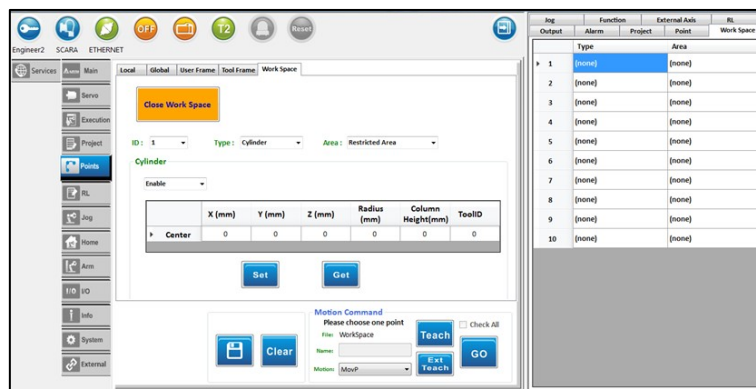 OFF
T2
Reset
Engineer2 SCARA ETHERNET
Services
Main
Servo
Execution
Project
Points
RL
Jog
Home
Arm
I/O I/O
Info
System
External
Local Global User Frame Tool Frame Work Space
Close Work Space
ID : 1 Type : Cylinder Area : Restricted Area
Cylinder
Enable
X (mm) Y (mm) Z (mm) Radius (mm) Column Height(mm) ToolID
Center 0 0 0 0 0 0
Set Get
Clear
Motion Command
Please choose one point
File: WorkSpace
Name:
Motion: MovP
Teach
Ext Teach
Check All
GO
Jog Function External Axis RL
Output Alarm Project Point Work Space
Type Area
1 (none) (none)
2 (none) (none)
3 (none) (none)
4 (none) (none)
5 (none) (none)
6 (none) (none)
7 (none) (none)
8 (none) (none)
9 (none) (none)
10 (none) (none)